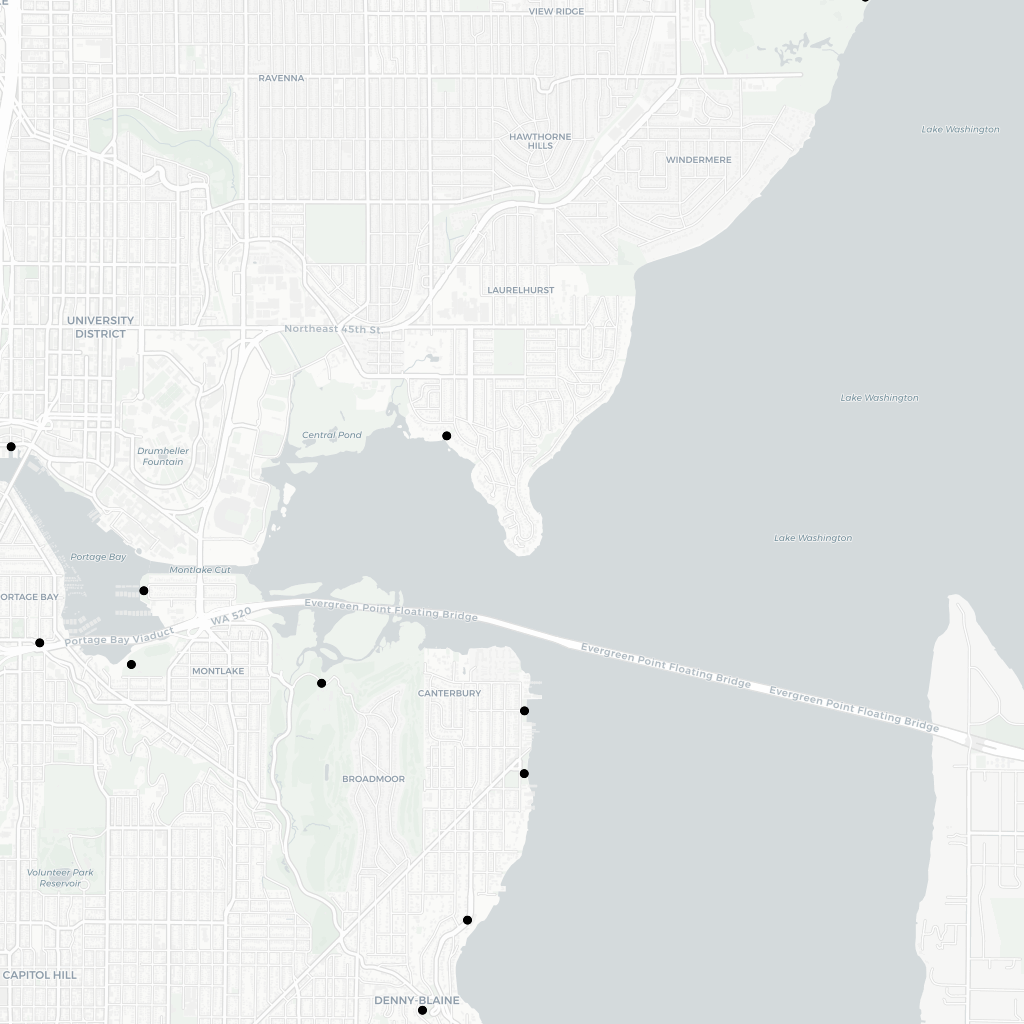 VIEW RIDGE
RAVENNA
Lake Washington
HAWTHORNE
HILLS
WINDERMERE
LAURELHURST
UNIVERSITY
DISTRICT
Northeast 45th St
Lake Washington
Central Pond
Drumheller
Fountain
Lake Washington
Portage Bay
Montlake Cut
ORTAGE BAY
Evergreen Point Floating Bridge
WA 520
Portage Bay Viaduct
Evergreen Point Floating Bridge
MONTLAKE
CANTERBURY
Evergreen Point Floating Bridge
BROADMOOR
Volunteer Park
Reservoir
CAPITOL HILL
DENNY-BLAINE